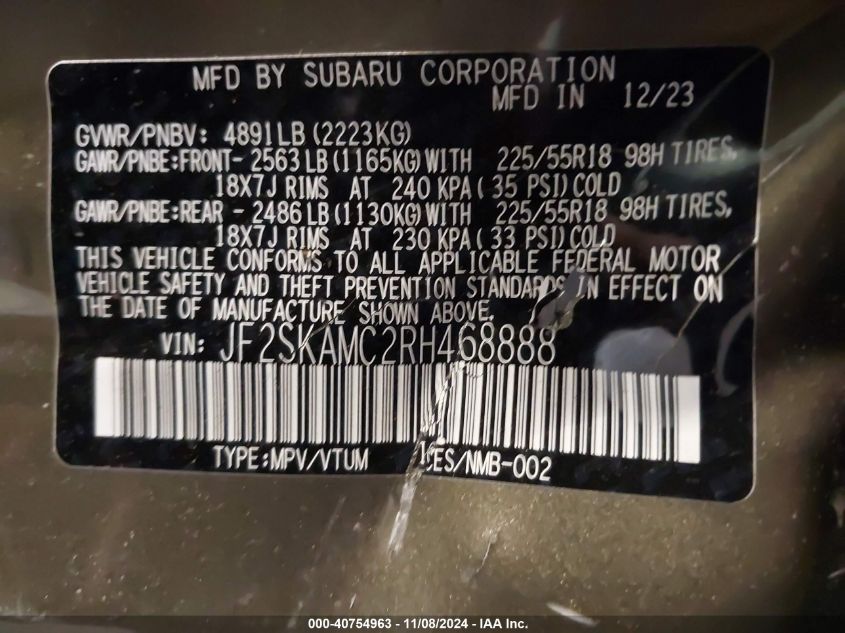 MFD BY SUBARU CORPORATION
MFD IN 12/23
GVWR/PNBV: 4891LB (2223KG)
GAWR/PNBE:FRONT- 2563 LB (1165KG) WITH 225/55R18 98H TIRES,
18X7J RIMS AT 240 KPA ( 35 PSI) COLD
GAWR/PNBE:REAR - 2486 LB (1130KG) WITH 225/55R18 98H TIRES,
18X7J RIMS AT 230 KPA ( 33 PSI) COLD
THIS VEHICLE CONFORMS TO ALL APPLICABLE FEDERAL MOTOR
VEHICLE SAFETY AND THEFT PREVENTION STANDARDS IN EFFECT ON
THE DATE OF MANUFACTURE SHOWN ABOVE.
VIN: JF2SKAMC2RH468888
TYPE:MPV/VTUM ICES/NMB-002
000-40754963 - 11/08/2024 - IAA Inc.